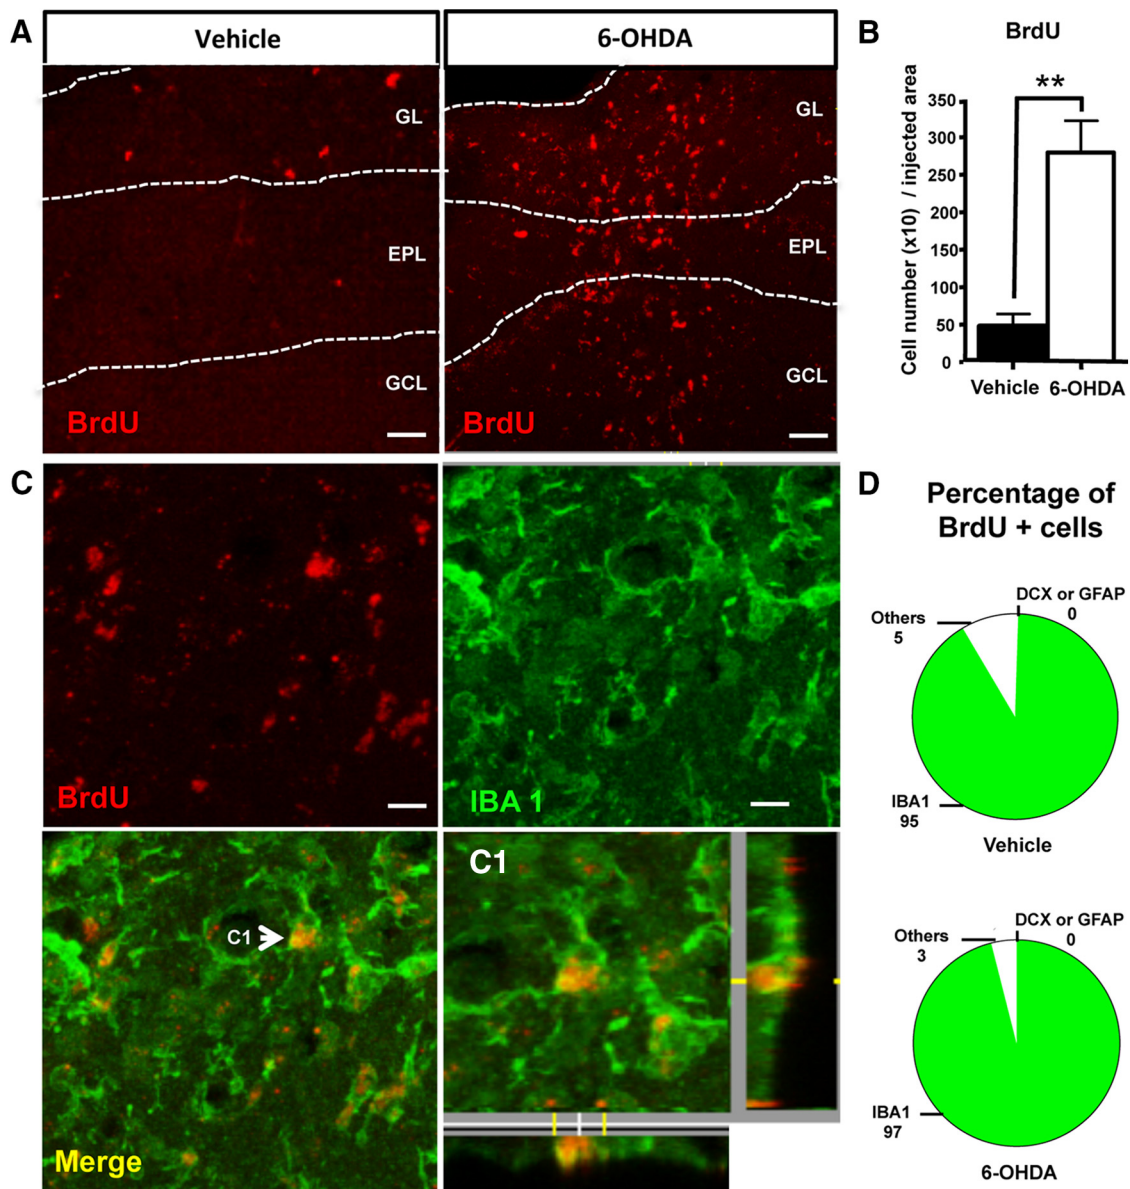 A
Vehicle
6-OHDA
GL
EPL
GCL
BrdU
GL
EPL
GCL
BrdU
B
BrdU
**
Cell number (x10) / injected area
350
300
250
200
150
100
50
0
Vehicle
6-OHDA
C
BrdU
IBA 1
C1
Merge
C1
D
Percentage of
BrdU + cells
DCX or GFAP
0
Others
5
IBA1
95
Vehicle
DCX or GFAP
0
Others
3
IBA1
97
6-OHDA